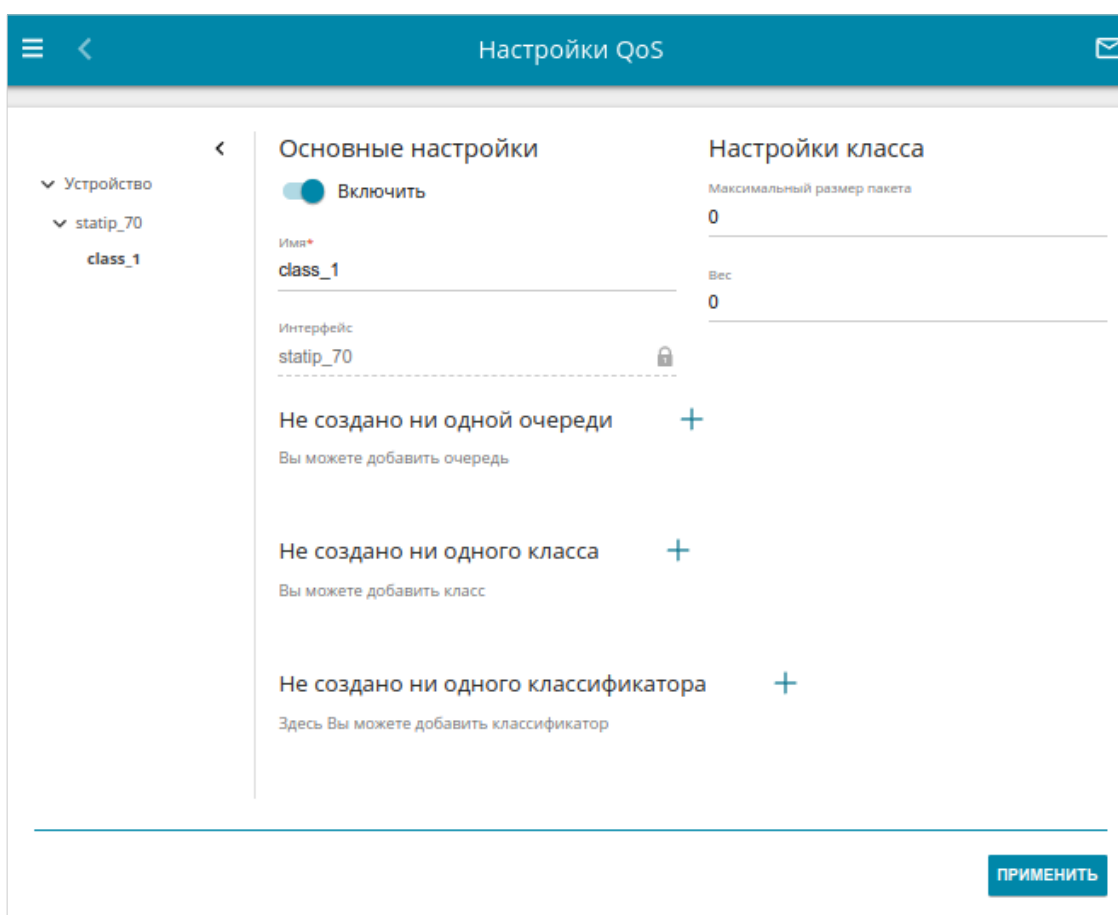 Настройки QoS
Устройство
statip_70
class_1
Основные настройки
Включить
Имя*
class_1
Интерфейс
statip_70
Настройки класса
Максимальный размер пакета
0
Вес
0
Не создано ни одной очереди
Вы можете добавить очередь
Не создано ни одного класса
Вы можете добавить класс
Не создано ни одного классификатора
Здесь Вы можете добавить классификатор
ПРИМЕНИТЬ